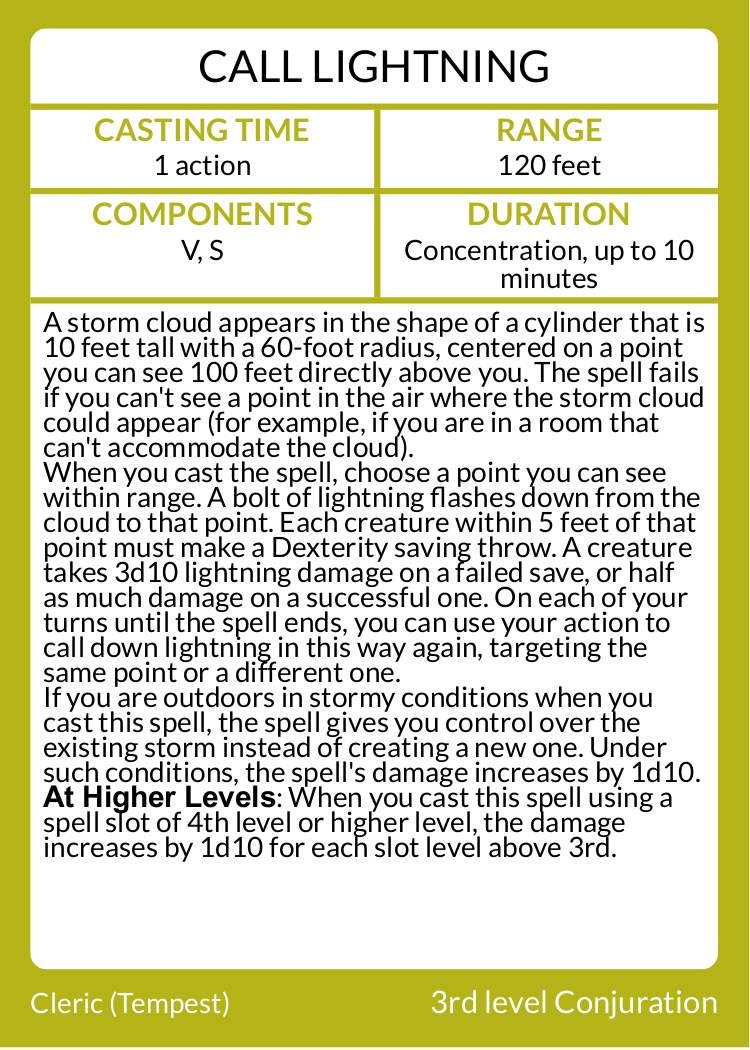 CALL LIGHTNING
CASTING TIME
1 action
RANGE
120 feet
COMPONENTS
V, S
DURATION
Concentration, up to 10
minutes
A storm cloud appears in the shape of a cylinder that is
10 feet tall with a 60-foot radius, centered on a point
you can see 100 feet directly above you. The spell fails
if you can't see a point in the air where the storm cloud
could appear (for example, if you are in a room that
can't accommodate the cloud).
When you cast the spell, choose a point you can see
within range. A bolt of lightning flashes down from the
cloud to that point. Each creature within 5 feet of that
point must make a Dexterity saving throw. A creature
takes 3d10 lightning damage on a failed save, or half
as much damage on a successful one. On each of your
turns until the spell ends, you can use your action to
call down lightning in this way again, targeting the
same point or a different one.
If you are outdoors in stormy conditions when you
cast this spell, the spell gives you control over the
existing storm instead of creating a new one. Under
such conditions, the spell's damage increases by 1d10.
At Higher Levels: When you cast this spell using a
spell slot of 4th level or higher level, the damage
increases by 1d10 for each slot level above 3rd.
Cleric (Tempest)
3rd level Conjuration